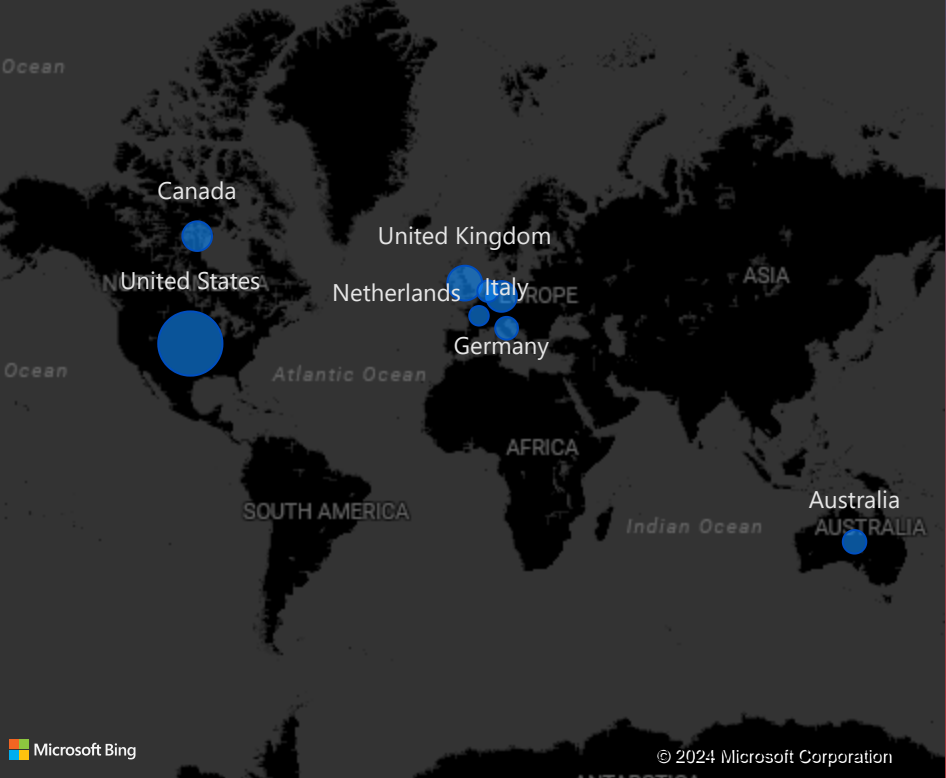 Ocean
Canada
United Kingdom
ASIA
United States
Netherlands
Italy
EUROPE
Germany
Ocean
Atlantic Ocean
AFRICA
Australia
SOUTH AMERICA
Indian Ocean
AUSTRALIA
Microsoft Bing
© 2024 Microsoft Corporation